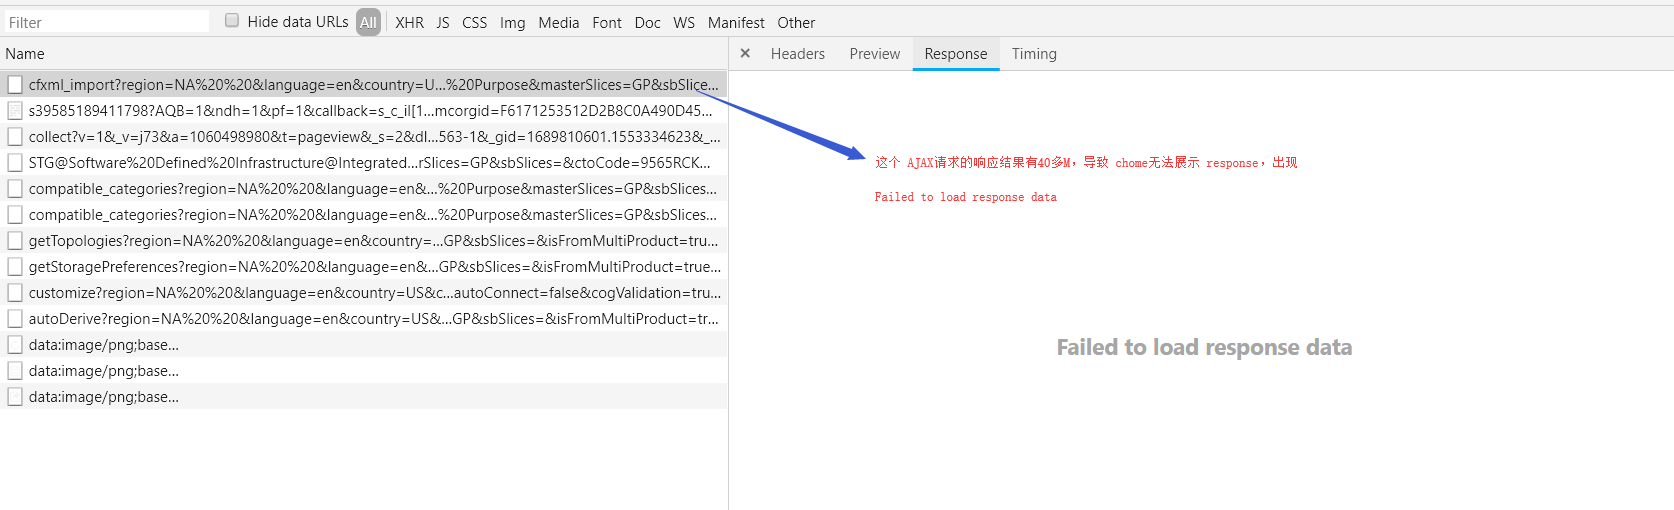 Filter Hide data URLs All XHR JS CSS Img Media Font Doc WS Manifest Other
Name
× Headers Preview Response Timing
cfxml_import?region=NA%20%20&language=en&country=U...%20Purpose&masterSlices=GP&sbSlice...
s39585189411798?AQB=1&ndh=1&pf=1&callback=s_c_il[1...mcorgid=F6171253512D2B8C0A490D45...
collect?v=1&_v=j73&a=1060498980&t=pageview&_s=2&dl...563-1&_gid=1689810601.1553334623&_...
STG@Software%20Defined%20Infrastructure@Integrated...rSlices=GP&sbSlices=&ctoCode=9565RCK...
compatible_categories?region=NA%20%20&language=en&...%20Purpose&masterSlices=GP&sbSlices...
compatible_categories?region=NA%20%20&language=en&...%20Purpose&masterSlices=GP&sbSlices...
getTopologies?region=NA%20%20&language=en&country=...GP&sbSlices=&isFromMultiProduct=tru...
getStoragePreferences?region=NA%20%20&language=en&...GP&sbSlices=&isFromMultiProduct=true...
customize?region=NA%20%20&language=en&country=US&c...autoConnect=false&cogValidation=tru...
autoDerive?region=NA%20%20&language=en&country=US&...GP&sbSlices=&isFromMultiProduct=tr...
data:image/png;base...
data:image/png;base...
data:image/png;base...
这个 AJAX请求的响应结果有40多M，导致 chome无法展示 response，出现
Failed to load response data
Failed to load response data